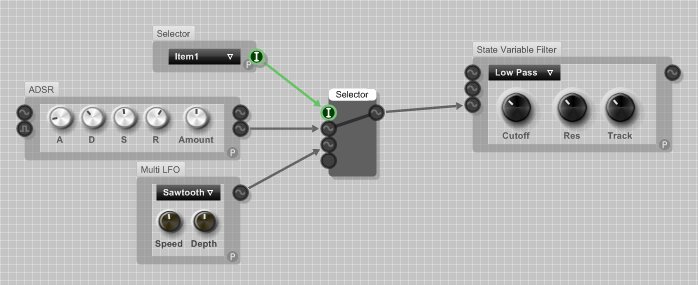 Selector
Item1
P
I
State Variable Filter
Low Pass
Cutoff Res Track
P
ADSR
A D S R Amount
P
Selector
I
Multi LFO
Sawtooth
Speed Depth
P